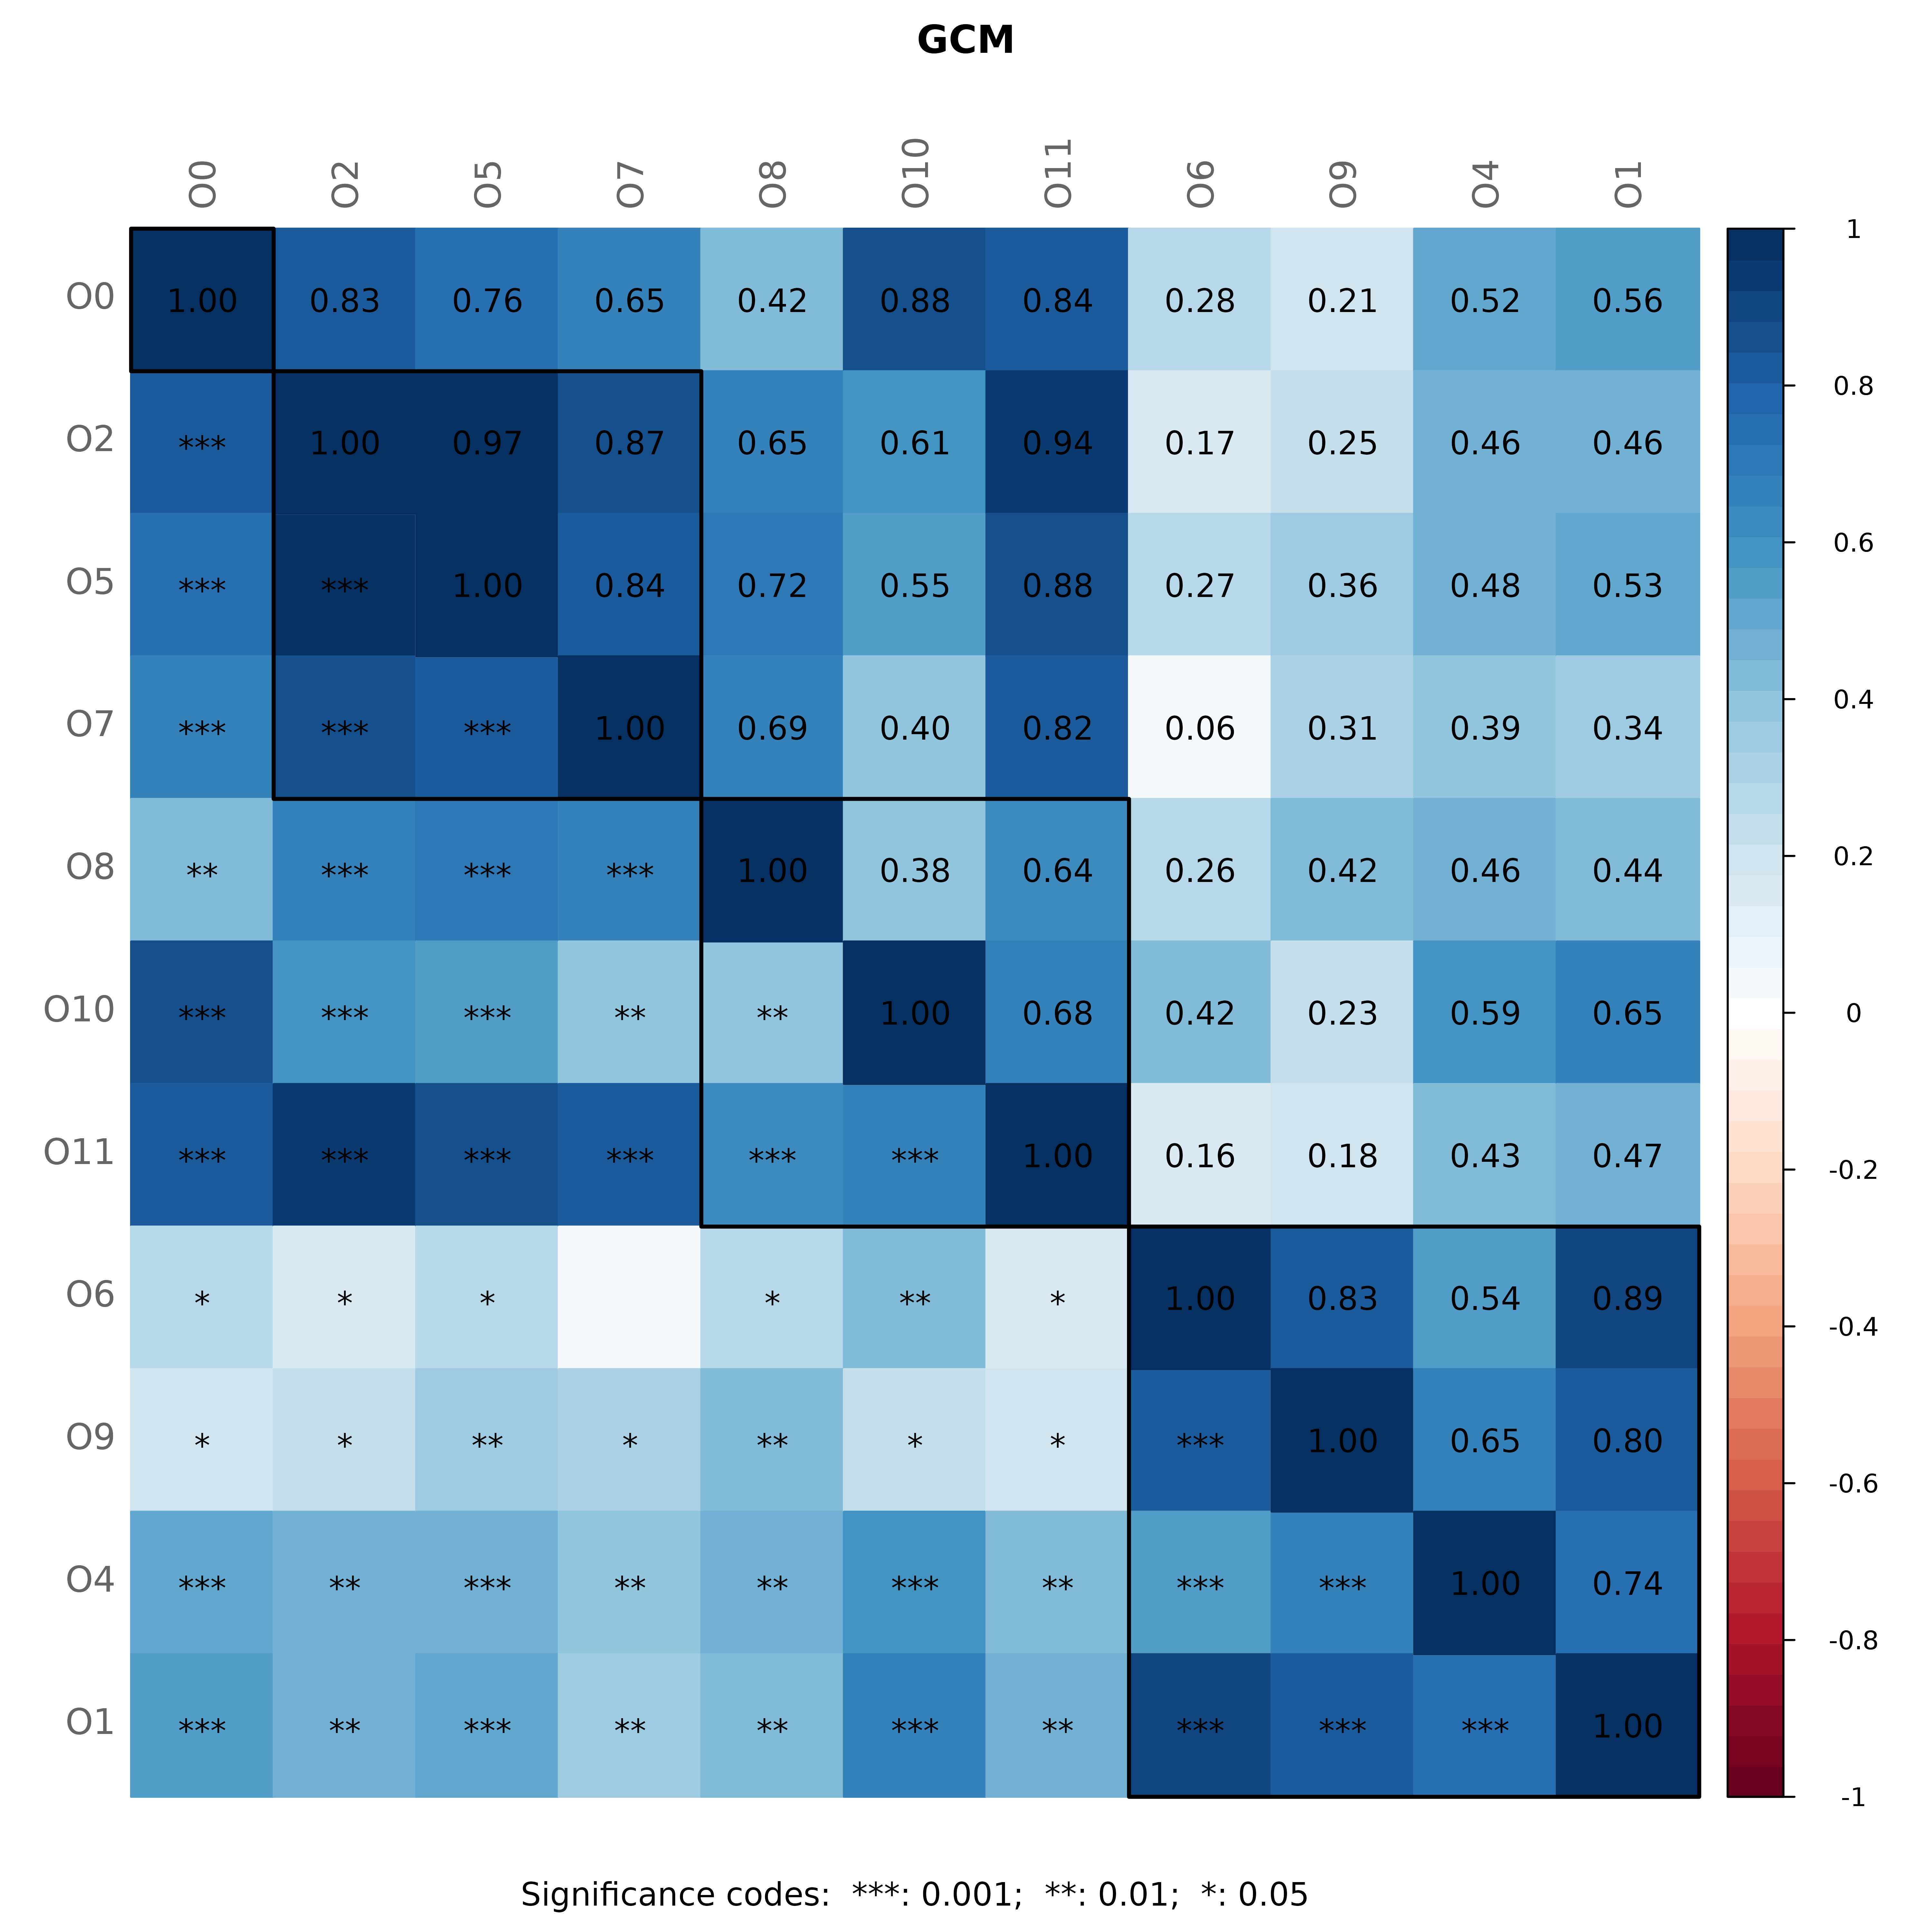 GCM
O0 O2 O5 O7 O8 O10 O11 O6 O9 O4 O1
1
O0 1.00 0.83 0.76 0.65 0.42 0.88 0.84 0.28 0.21 0.52 0.56
0.8
O2 *** 1.00 0.97 0.87 0.65 0.61 0.94 0.17 0.25 0.46 0.46
0.6
O5 *** *** 1.00 0.84 0.72 0.55 0.88 0.27 0.36 0.48 0.53
0.4
O7 *** *** *** 1.00 0.69 0.40 0.82 0.06 0.31 0.39 0.34
0.2
O8 ** *** *** *** 1.00 0.38 0.64 0.26 0.42 0.46 0.44
0
O10 *** *** *** ** ** 1.00 0.68 0.42 0.23 0.59 0.65
O11 *** *** *** *** *** *** 1.00 0.16 0.18 0.43 0.47
-0.2
O6 * * * * ** * 1.00 0.83 0.54 0.89
-0.4
O9 * * ** * ** * * *** 1.00 0.65 0.80
-0.6
O4 *** ** *** ** ** *** ** *** *** 1.00 0.74
-0.8
O1 *** ** *** ** ** *** ** *** *** *** 1.00
-1
Significance codes: ***: 0.001; **: 0.01; *: 0.05